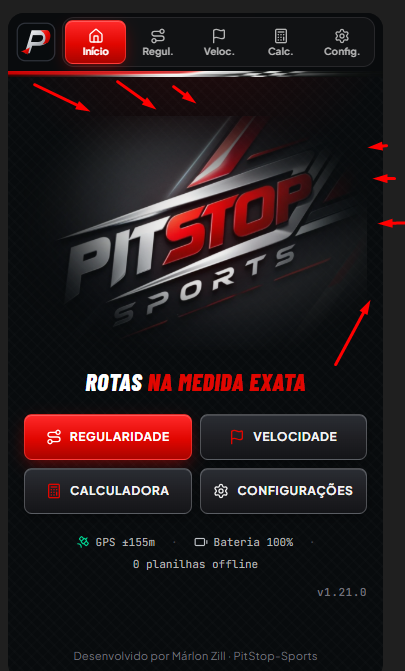 P
Início
Regul.
Veloc.
Calc.
Config.
PITSTOP
SPORTS
ROTAS NA MEDIDA EXATA
REGULARIDADE
VELOCIDADE
CALCULADORA
CONFIGURAÇÕES
GPS ±155m · Bateria 100% ·
0 planilhas offline
v1.21.0
Desenvolvido por Márlon Zill · PitStop-Sports